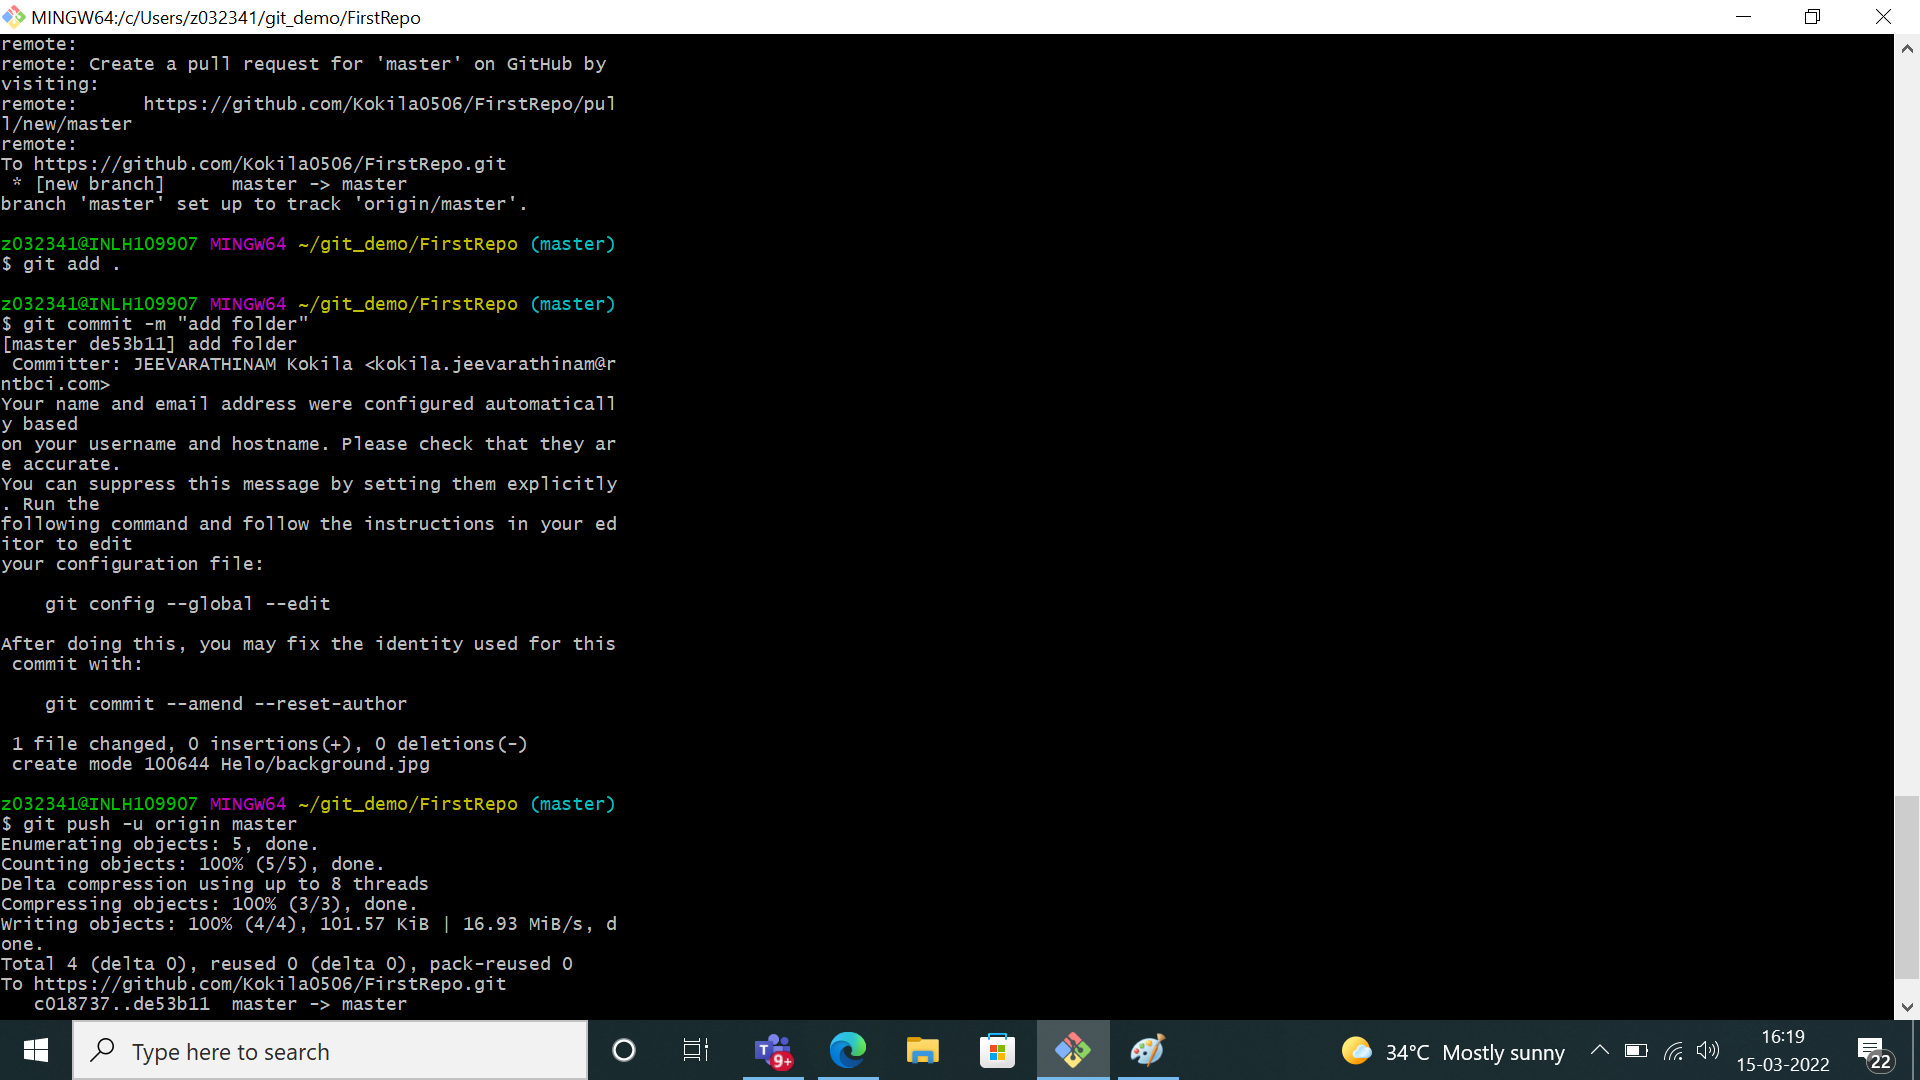 MINGW64:/c/Users/z032341/git_demo/FirstRepo
remote:
remote: Create a pull request for 'master' on GitHub by
visiting:
remote:      https://github.com/Kokila0506/FirstRepo/pul
l/new/master
remote:
To https://github.com/Kokila0506/FirstRepo.git
 * [new branch]      master -> master
branch 'master' set up to track 'origin/master'.
z032341@INLH109907 MINGW64 ~/git_demo/FirstRepo (master)
$ git add .
z032341@INLH109907 MINGW64 ~/git_demo/FirstRepo (master)
$ git commit -m "add folder"
[master de53b11] add folder
 Committer: JEEVARATHINAM Kokila <kokila.jeevarathinam@r
ntbci.com>
Your name and email address were configured automaticall
y based
on your username and hostname. Please check that they ar
e accurate.
You can suppress this message by setting them explicitly
. Run the
following command and follow the instructions in your ed
itor to edit
your configuration file:
    git config --global --edit
After doing this, you may fix the identity used for this
 commit with:
    git commit --amend --reset-author
 1 file changed, 0 insertions(+), 0 deletions(-)
 create mode 100644 Helo/background.jpg
z032341@INLH109907 MINGW64 ~/git_demo/FirstRepo (master)
$ git push -u origin master
Enumerating objects: 5, done.
Counting objects: 100% (5/5), done.
Delta compression using up to 8 threads
Compressing objects: 100% (3/3), done.
Writing objects: 100% (4/4), 101.57 KiB | 16.93 MiB/s, d
one.
Total 4 (delta 0), reused 0 (delta 0), pack-reused 0
To https://github.com/Kokila0506/FirstRepo.git
   c018737..de53b11  master -> master
Type here to search
T
9+
34°C Mostly sunny
16:19
15-03-2022
22